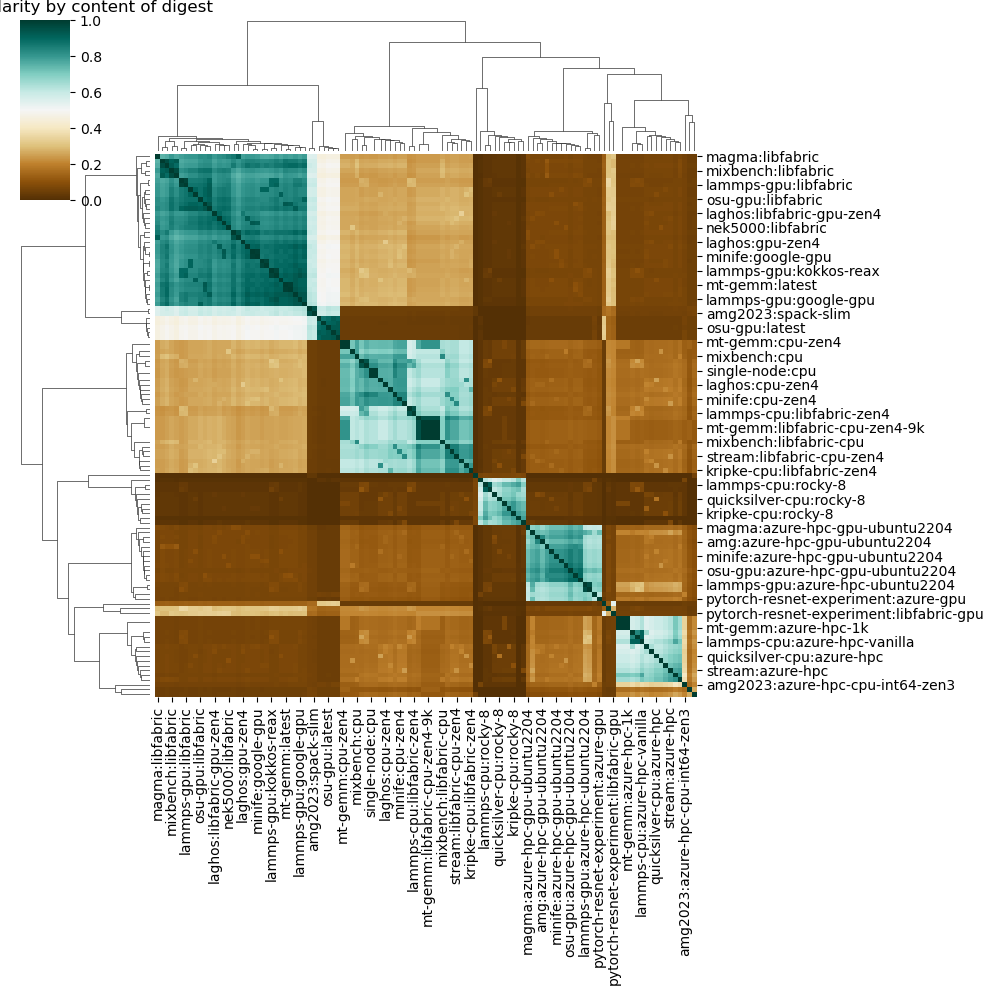 larity by content of digest
1.0
0.8
0.6
0.4
0.2
0.0
magma:libfabric
mixbench:libfabric
lammps-gpu:libfabric
osu-gpu:libfabric
laghos:libfabric-gpu-zen4
nek5000:libfabric
laghos:gpu-zen4
minife:google-gpu
lammps-gpu:kokkos-reax
mt-gemm:latest
lammps-gpu:google-gpu
amg2023:spack-slim
osu-gpu:latest
mt-gemm:cpu-zen4
mixbench:cpu
single-node:cpu
laghos:cpu-zen4
minife:cpu-zen4
lammps-cpu:libfabric-zen4
mt-gemm:libfabric-cpu-zen4-9k
mixbench:libfabric-cpu
stream:libfabric-cpu-zen4
kripke-cpu:libfabric-zen4
lammps-cpu:rocky-8
quicksilver-cpu:rocky-8
kripke-cpu:rocky-8
magma:azure-hpc-gpu-ubuntu2204
amg:azure-hpc-gpu-ubuntu2204
minife:azure-hpc-gpu-ubuntu2204
osu-gpu:azure-hpc-gpu-ubuntu2204
lammps-gpu:azure-hpc-ubuntu2204
pytorch-resnet-experiment:azure-gpu
pytorch-resnet-experiment:libfabric-gpu
mt-gemm:azure-hpc-1k
lammps-cpu:azure-hpc-vanilla
quicksilver-cpu:azure-hpc
stream:azure-hpc
amg2023:azure-hpc-cpu-int64-zen3
magma:libfabric
mixbench:libfabric
lammps-gpu:libfabric
osu-gpu:libfabric
laghos:libfabric-gpu-zen4
nek5000:libfabric
laghos:gpu-zen4
minife:google-gpu
lammps-gpu:kokkos-reax
mt-gemm:latest
lammps-gpu:google-gpu
amg2023:spack-slim
osu-gpu:latest
mt-gemm:cpu-zen4
mixbench:cpu
single-node:cpu
laghos:cpu-zen4
minife:cpu-zen4
lammps-cpu:libfabric-zen4
mt-gemm:libfabric-cpu-zen4-9k
mixbench:libfabric-cpu
stream:libfabric-cpu-zen4
kripke-cpu:libfabric-zen4
lammps-cpu:rocky-8
quicksilver-cpu:rocky-8
kripke-cpu:rocky-8
magma:azure-hpc-gpu-ubuntu2204
amg:azure-hpc-gpu-ubuntu2204
minife:azure-hpc-gpu-ubuntu2204
osu-gpu:azure-hpc-gpu-ubuntu2204
lammps-gpu:azure-hpc-ubuntu2204
pytorch-resnet-experiment:azure-gpu
pytorch-resnet-experiment:libfabric-gpu
mt-gemm:azure-hpc-1k
lammps-cpu:azure-hpc-vanilla
quicksilver-cpu:azure-hpc
stream:azure-hpc
amg2023:azure-hpc-cpu-int64-zen3